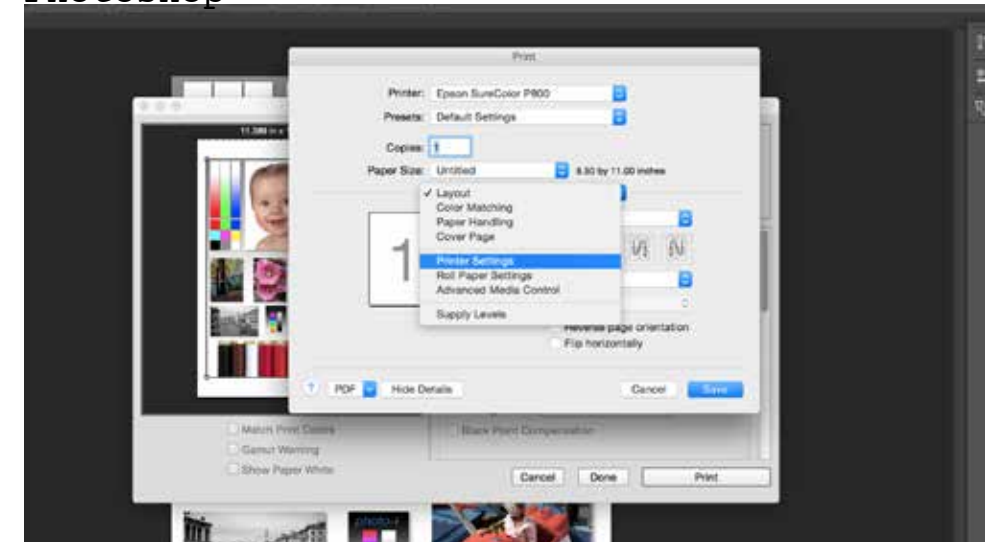 Photoshop
Print
Printer: Epson SureColor P800
Presets: Default Settings
Copies: 1
Paper Size: Untitled 8.50 by 11.00 inches
✓ Layout
Color Matching
Paper Handling
Cover Page
Printer Settings
Roll Paper Settings
Advanced Media Control
Supply Levels
1
Reverse page orientation
Flip horizontally
? PDF Hide Details Cancel Save
Match Print Colors
Black Point Compensation
Gamut Warning
Show Paper White
Cancel Done Print
photo-i